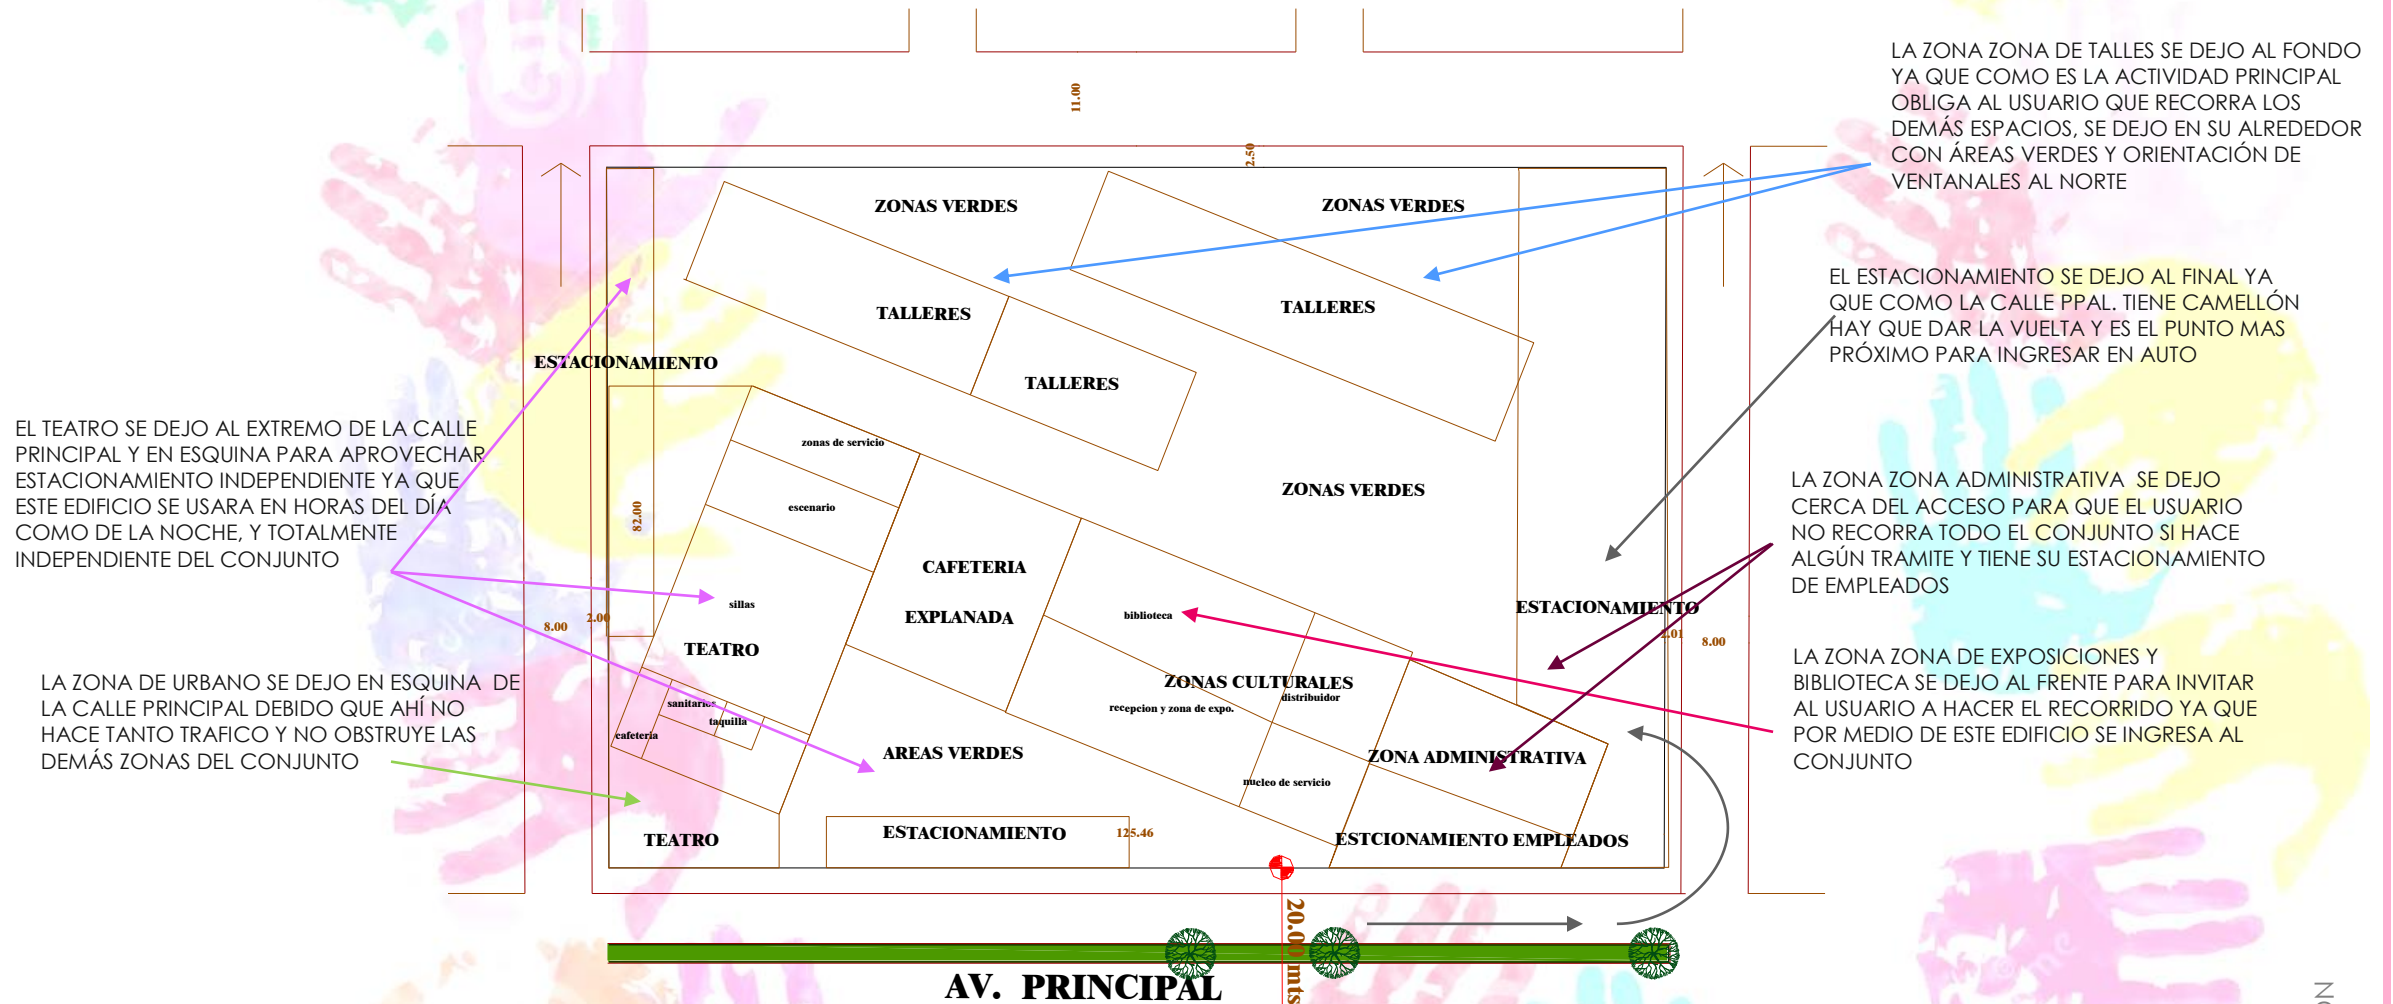 11.00
2.50
LA ZONA ZONA DE TALLES SE DEJO AL FONDO
YA QUE COMO ES LA ACTIVIDAD PRINCIPAL
OBLIGA AL USUARIO QUE RECORRA LOS
DEMÁS ESPACIOS, SE DEJO EN SU ALREDEDOR
CON ÁREAS VERDES Y ORIENTACIÓN DE
VENTANALES AL NORTE
EL ESTACIONAMIENTO SE DEJO AL FINAL YA
QUE COMO LA CALLE PPAL. TIENE CAMELLÓN
HAY QUE DAR LA VUELTA Y ES EL PUNTO MAS
PRÓXIMO PARA INGRESAR EN AUTO
LA ZONA ZONA ADMINISTRATIVA SE DEJO
CERCA DEL ACCESO PARA QUE EL USUARIO
NO RECORRA TODO EL CONJUNTO SI HACE
ALGÚN TRAMITE Y TIENE SU ESTACIONAMIENTO
DE EMPLEADOS
LA ZONA ZONA DE EXPOSICIONES Y
BIBLIOTECA SE DEJO AL FRENTE PARA INVITAR
AL USUARIO A HACER EL RECORRIDO YA QUE
POR MEDIO DE ESTE EDIFICIO SE INGRESA AL
CONJUNTO
EL TEATRO SE DEJO AL EXTREMO DE LA CALLE
PRINCIPAL Y EN ESQUINA PARA APROVECHAR
ESTACIONAMIENTO INDEPENDIENTE YA QUE
ESTE EDIFICIO SE USARA EN HORAS DEL DÍA
COMO DE LA NOCHE, Y TOTALMENTE
INDEPENDIENTE DEL CONJUNTO
LA ZONA DE URBANO SE DEJO EN ESQUINA DE
LA CALLE PRINCIPAL DEBIDO QUE AHÍ NO
HACE TANTO TRAFICO Y NO OBSTRUYE LAS
DEMÁS ZONAS DEL CONJUNTO
ZONAS VERDES
ZONAS VERDES
TALLERES
TALLERES
ESTACIONAMIENTO
TALLERES
zonas de servicio
ZONAS VERDES
escenario
82.00
CAFETERIA
sillas
EXPLANADA
biblioteca
ESTACIONAMIENTO
8.00
2.00
2.01
8.00
TEATRO
ZONAS CULTURALES
distribuidor
sanitarios
recepcion y zona de expo.
taquilla
cafeteria
AREAS VERDES
ZONA ADMINISTRATIVA
nucleo de servicio
TEATRO
ESTACIONAMIENTO
125.46
ESTCIONAMIENTO EMPLEADOS
20.00 mts
AV. PRINCIPAL
ON